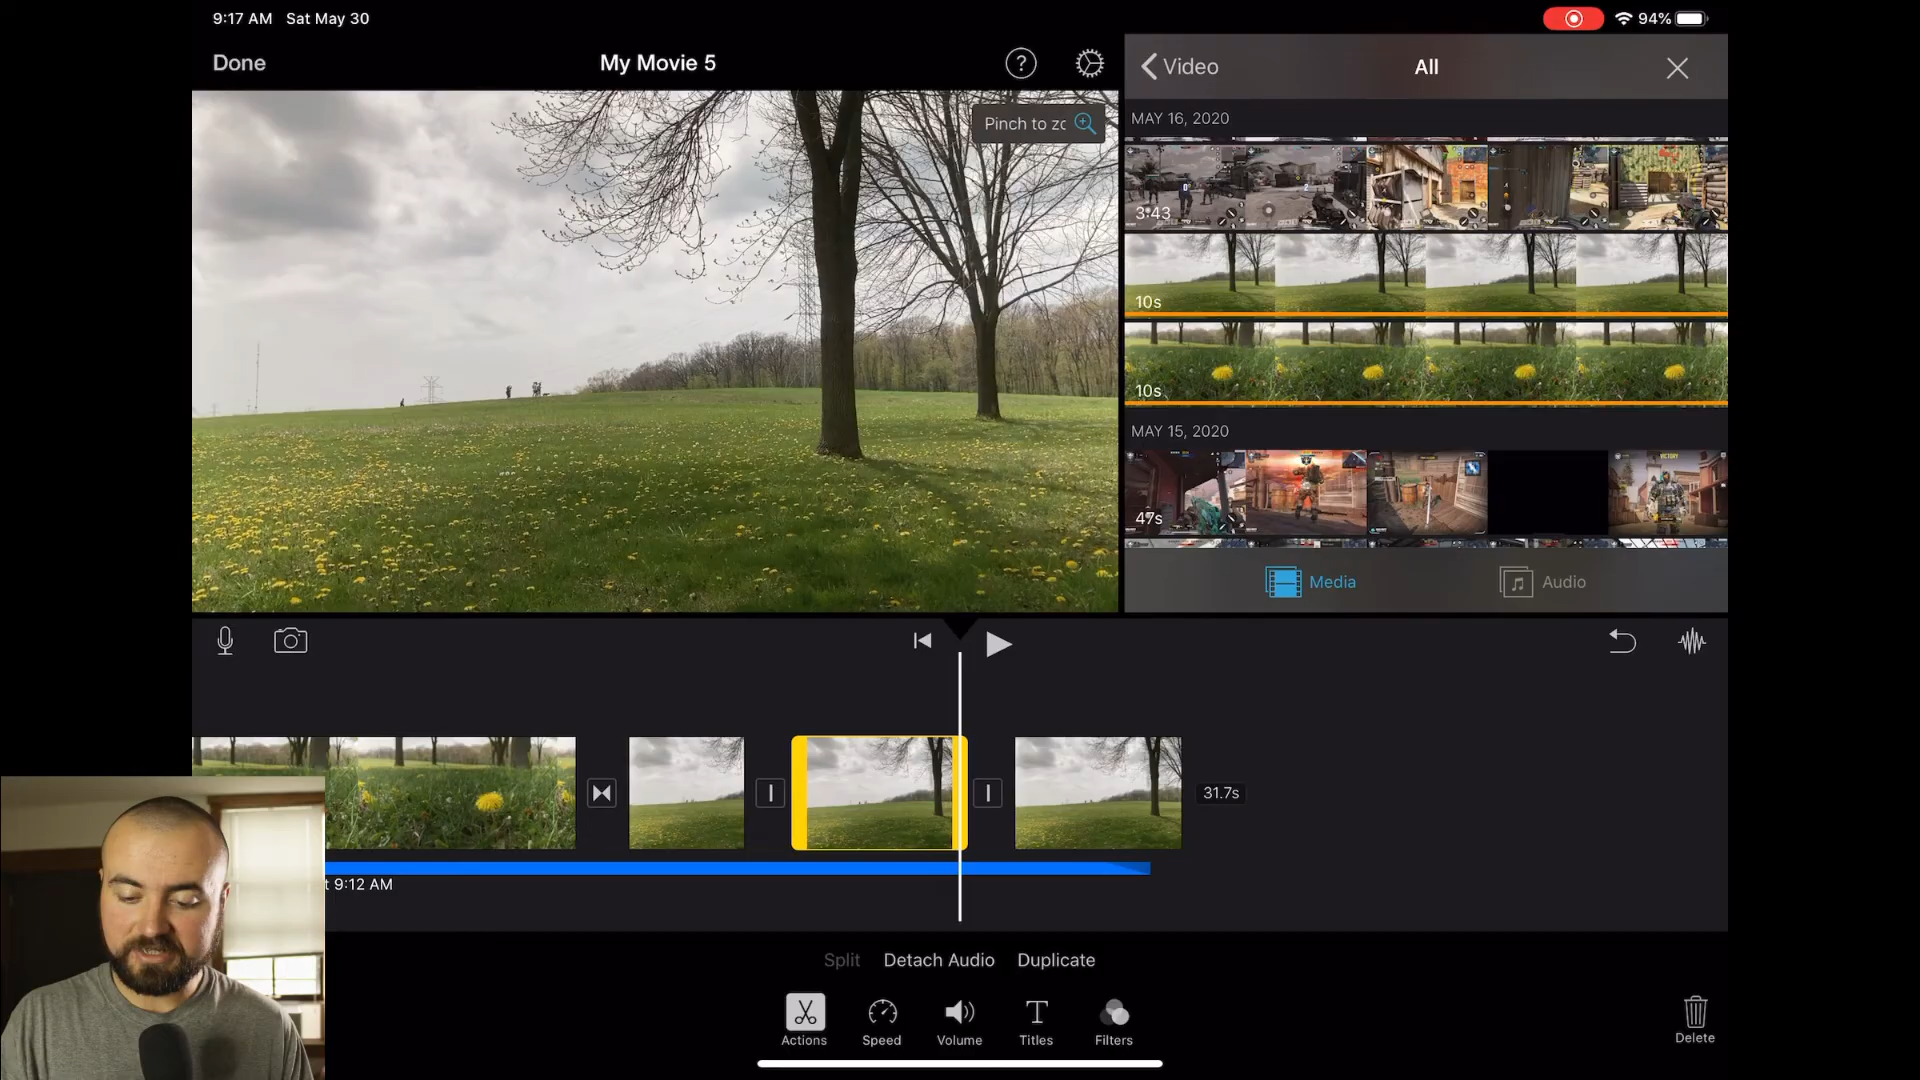 9:17 AM Sat May 30
94%
Done
My Movie 5
?
Video
All
Pinch to zo
MAY 16, 2020
3:43
10s
10s
MAY 15, 2020
VICTORY
47s
Media
Audio
31.7s
t 9:12 AM
Split
Detach Audio
Duplicate
Actions
Speed
Volume
Titles
Filters
Delete